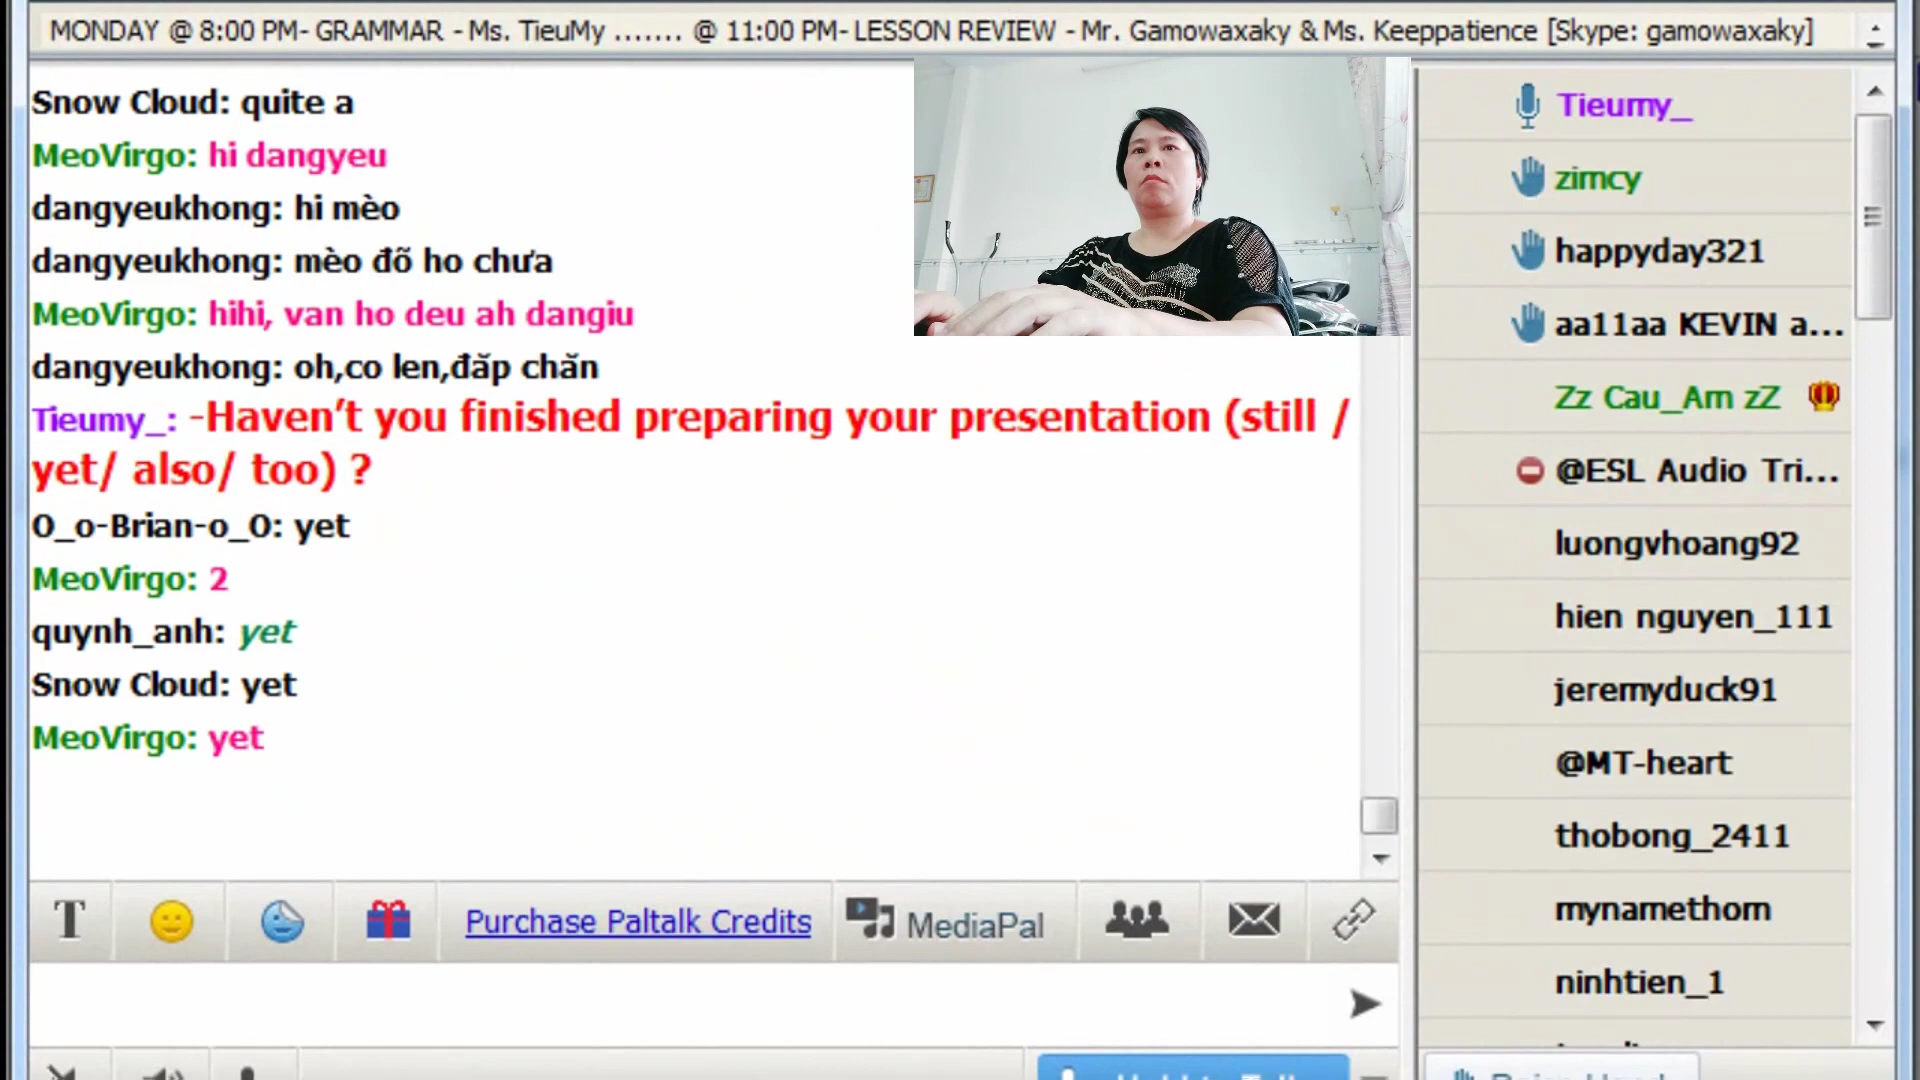 MONDAY @ 8:00 PM- GRAMMAR - Ms. TieuMy ....... @ 11:00 PM- LESSON REVIEW - Mr. Gamowaxaky & Ms. Keeppatience [Skype: gamowaxaky]
Snow Cloud: quite a
MeoVirgo: hi dangyeu
dangyeukhong: hi mèo
dangyeukhong: mèo đõ ho chưa
MeoVirgo: hihi, van ho deu ah dangiu
dangyeukhong: oh,co len,đăp chăn
Tieumy_: -Haven’t you finished preparing your presentation (still /
yet/ also/ too) ?
O_o-Brian-o_O: yet
MeoVirgo: 2
quynh_anh: yet
Snow Cloud: yet
MeoVirgo: yet
T
Purchase Paltalk Credits
MediaPal
Tieumy_
zimcy
happyday321
aa11aa KEVIN a...
Zz Cau_Am zZ
@ESL Audio Tri...
luongvhoang92
hien nguyen_111
jeremyduck91
@MT-heart
thobong_2411
mynamethom
ninhtien_1